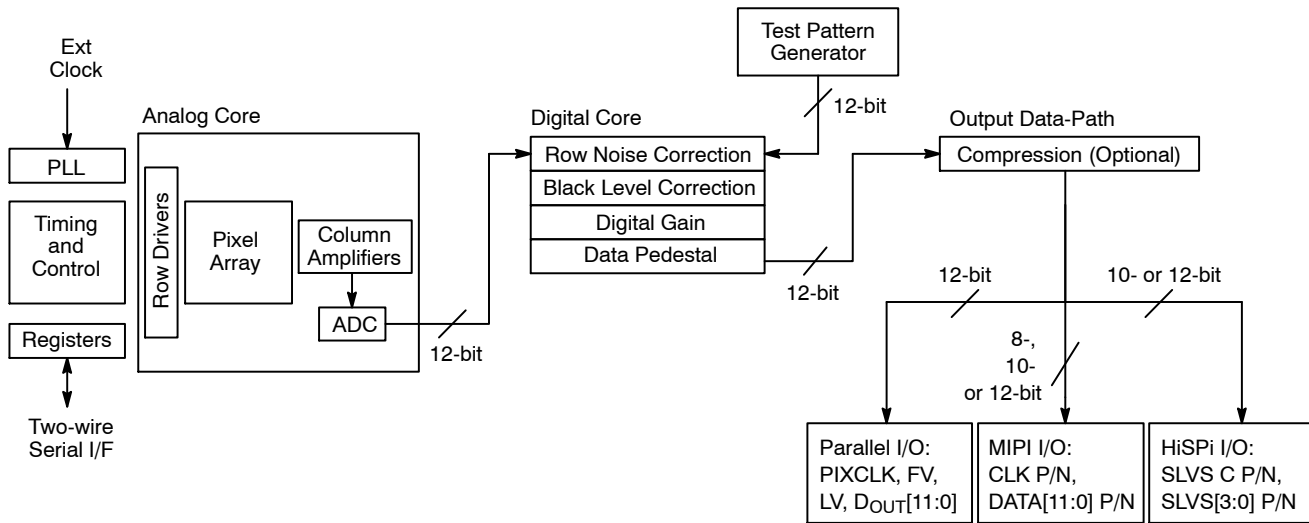 Ext
Clock
PLL
Timing
and
Control
Registers
Two-wire
Serial I/F
Analog Core
Row Drivers
Pixel
Array
Column
Amplifiers
ADC
12-bit
Digital Core
Row Noise Correction
Black Level Correction
Digital Gain
Data Pedestal
Test Pattern
Generator
12-bit
12-bit
Output Data-Path
Compression (Optional)
12-bit
8-,
10-
or 12-bit
10- or 12-bit
Parallel I/O:
PIXCLK, FV,
LV, DOUT[11:0]
MIPI I/O:
CLK P/N,
DATA[11:0] P/N
HiSPi I/O:
SLVS C P/N,
SLVS[3:0] P/N